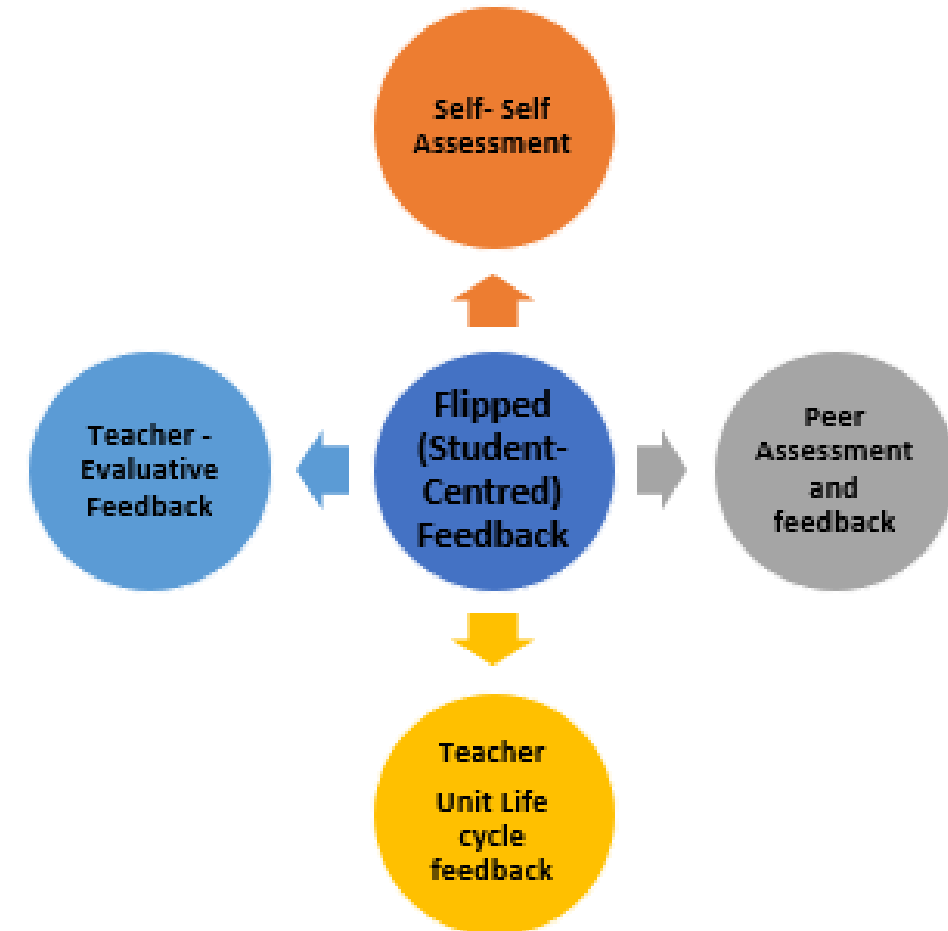 Self- Self
Assessment
Teacher -
Evaluative
Feedback
Flipped
(Student-
Centred)
Feedback
Peer
Assessment
and
feedback
Teacher
Unit Life
cycle
feedback